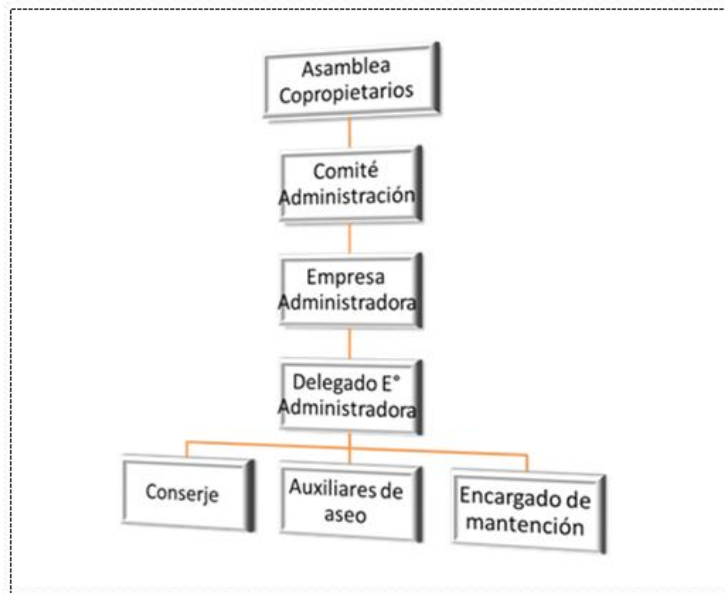 Asamblea
Copropietarios
Comité
Administración
Empresa
Administradora
Delegado E°
Administradora
Conserje
Auxiliares de
aseo
Encargado de
mantención